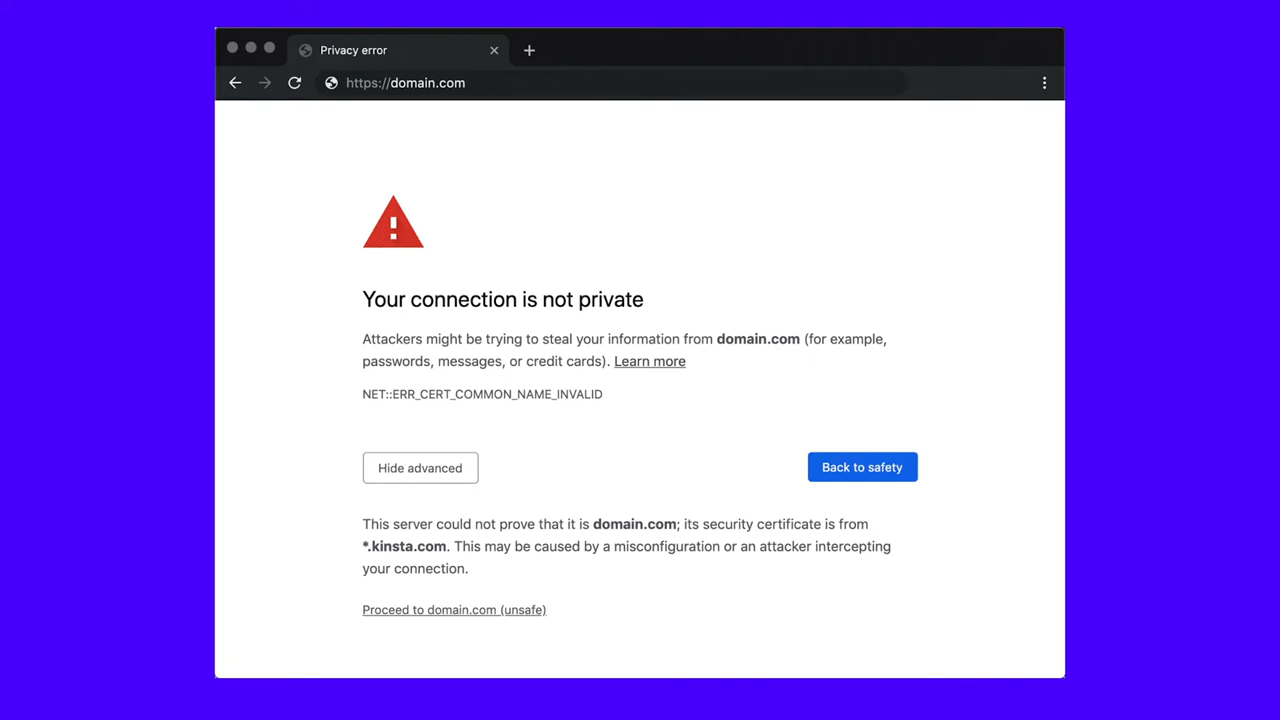 Privacy error
https://domain.com
Your connection is not private
Attackers might be trying to steal your information from domain.com (for example,
passwords, messages, or credit cards). Learn more
NET::ERR_CERT_COMMON_NAME_INVALID
Hide advanced
Back to safety
This server could not prove that it is domain.com; its security certificate is from
*.kinsta.com. This may be caused by a misconfiguration or an attacker intercepting
your connection.
Proceed to domain.com (unsafe)